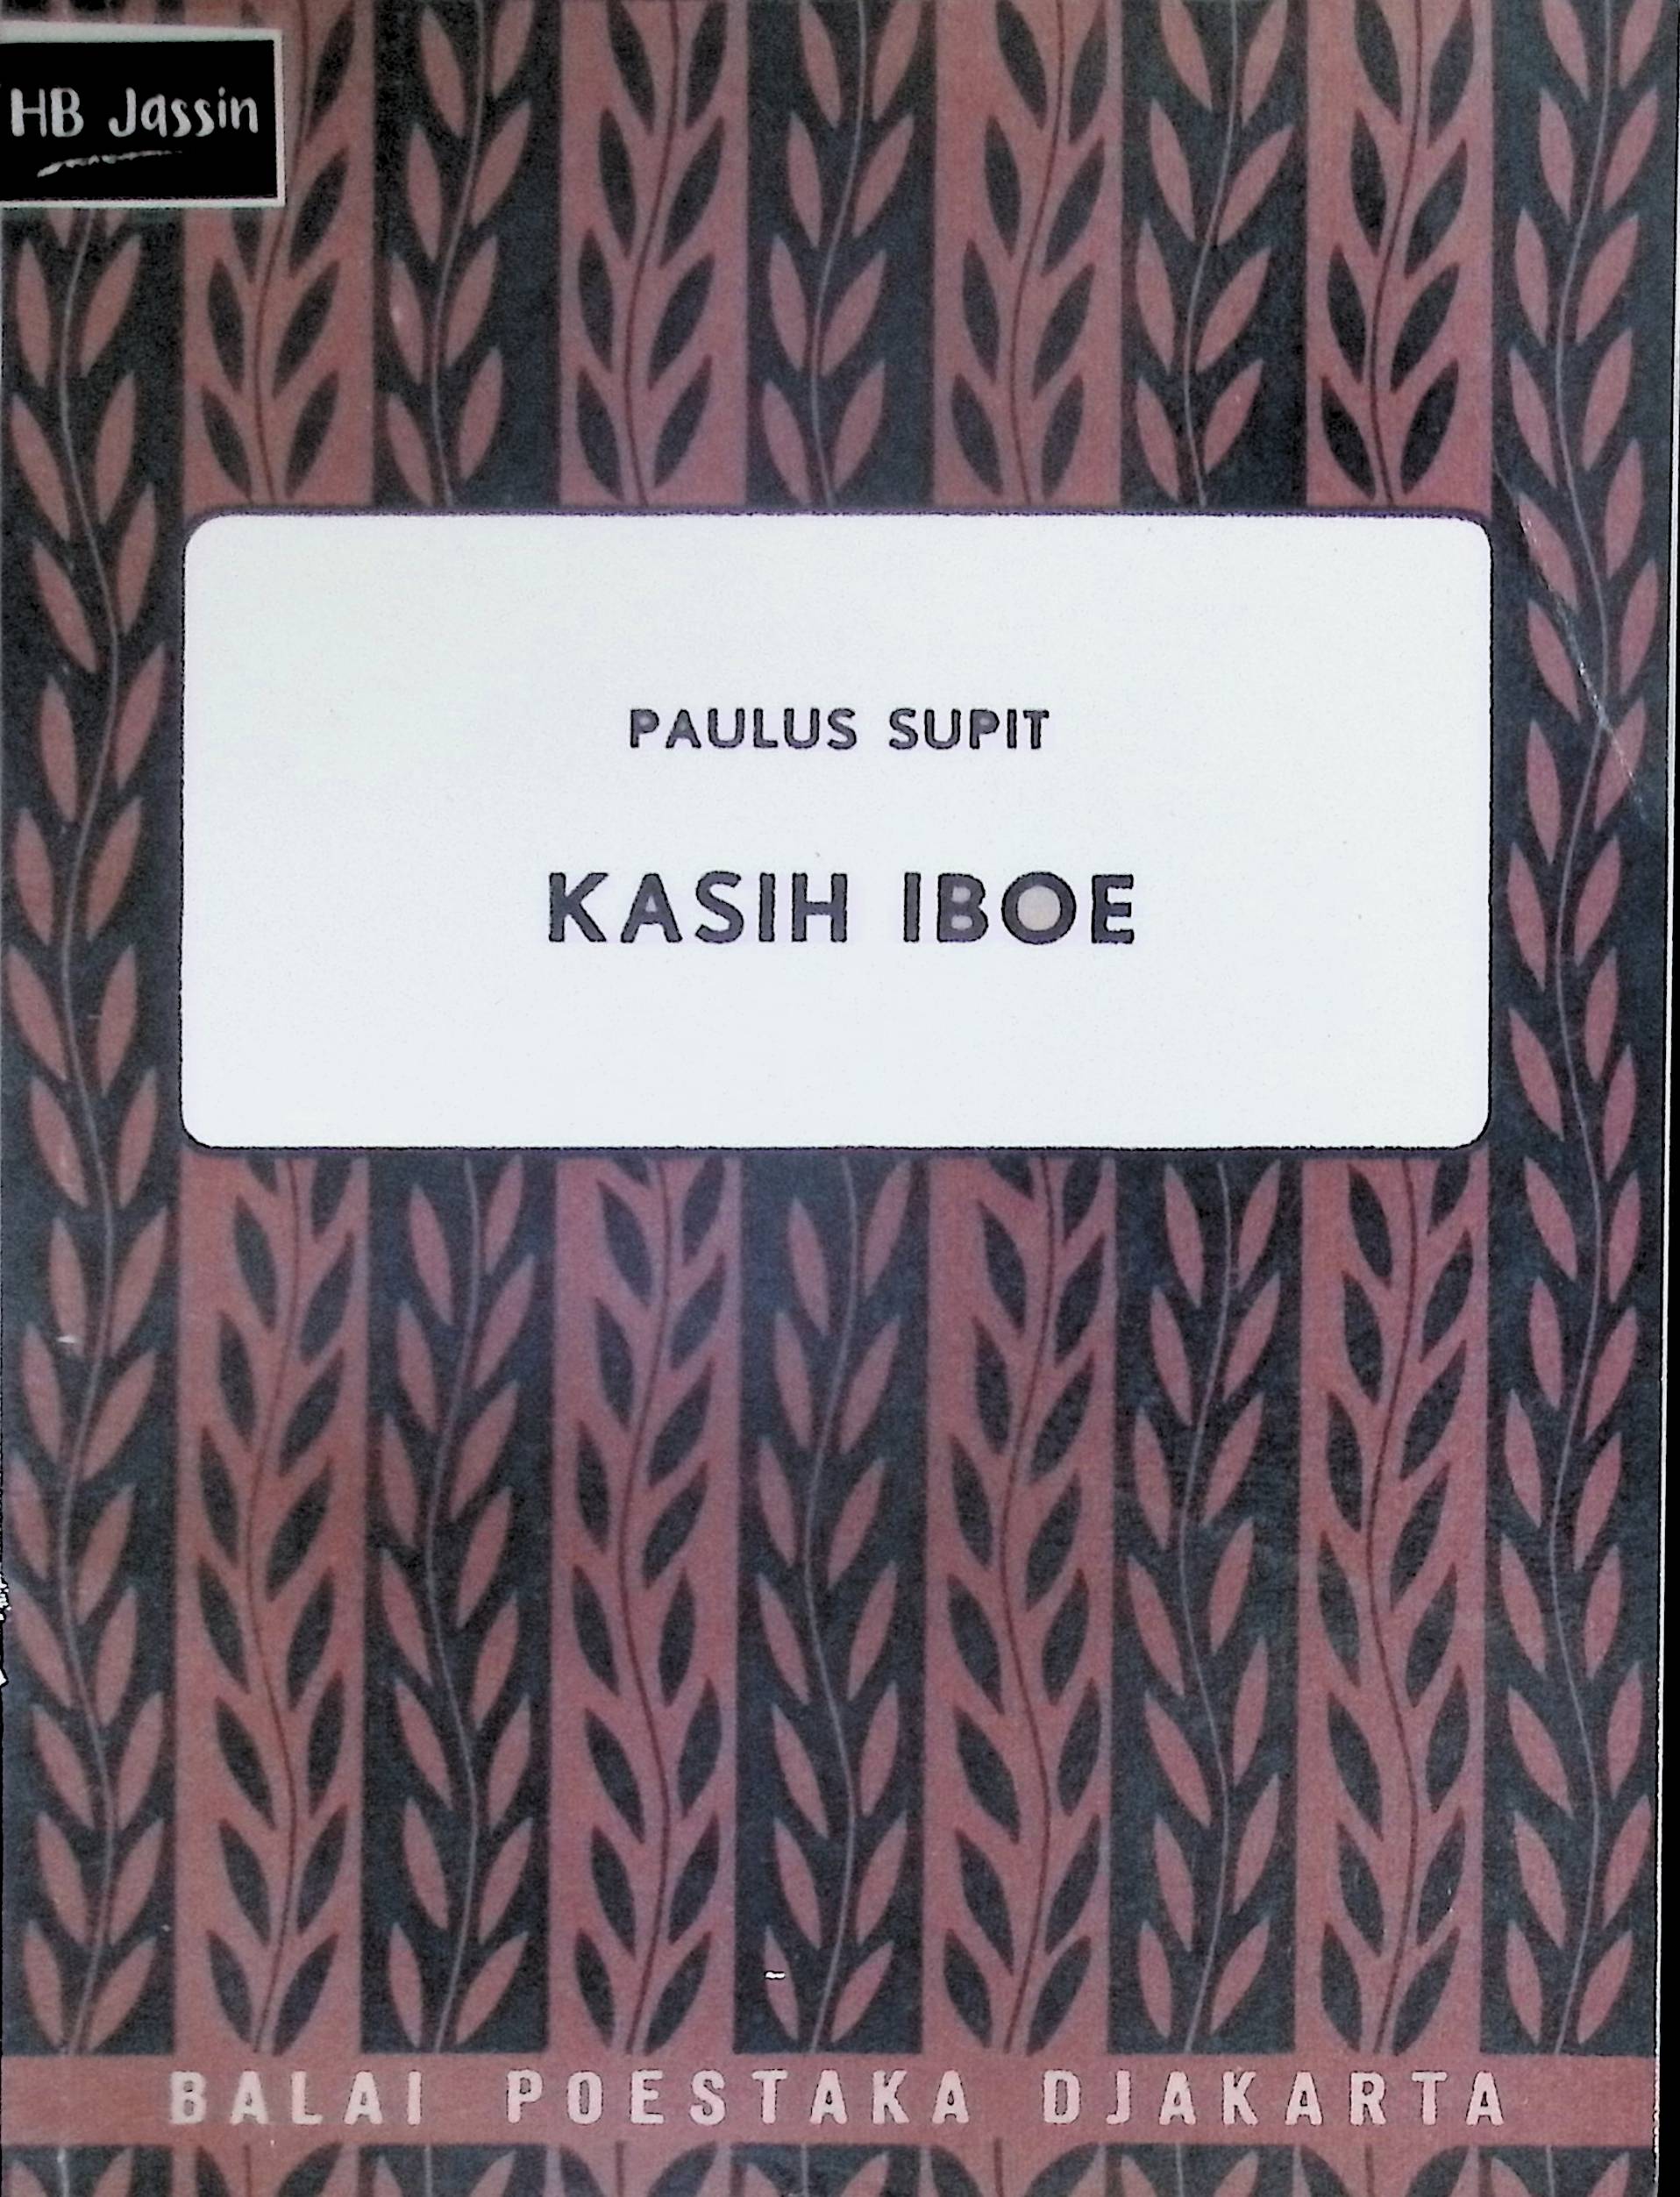 HB Jassin
PAULUS SUPIT
KASIH IBOE
BALAI POESTAKA DJAKARTA